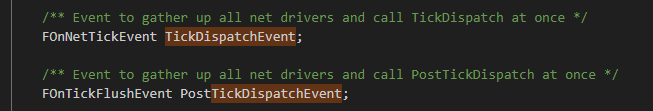 /** Event to gather up all net drivers and call TickDispatch at once */
FOnNetTickEvent TickDispatchEvent;
/** Event to gather up all net drivers and call PostTickDispatch at once */
FOnTickFlushEvent PostTickDispatchEvent;